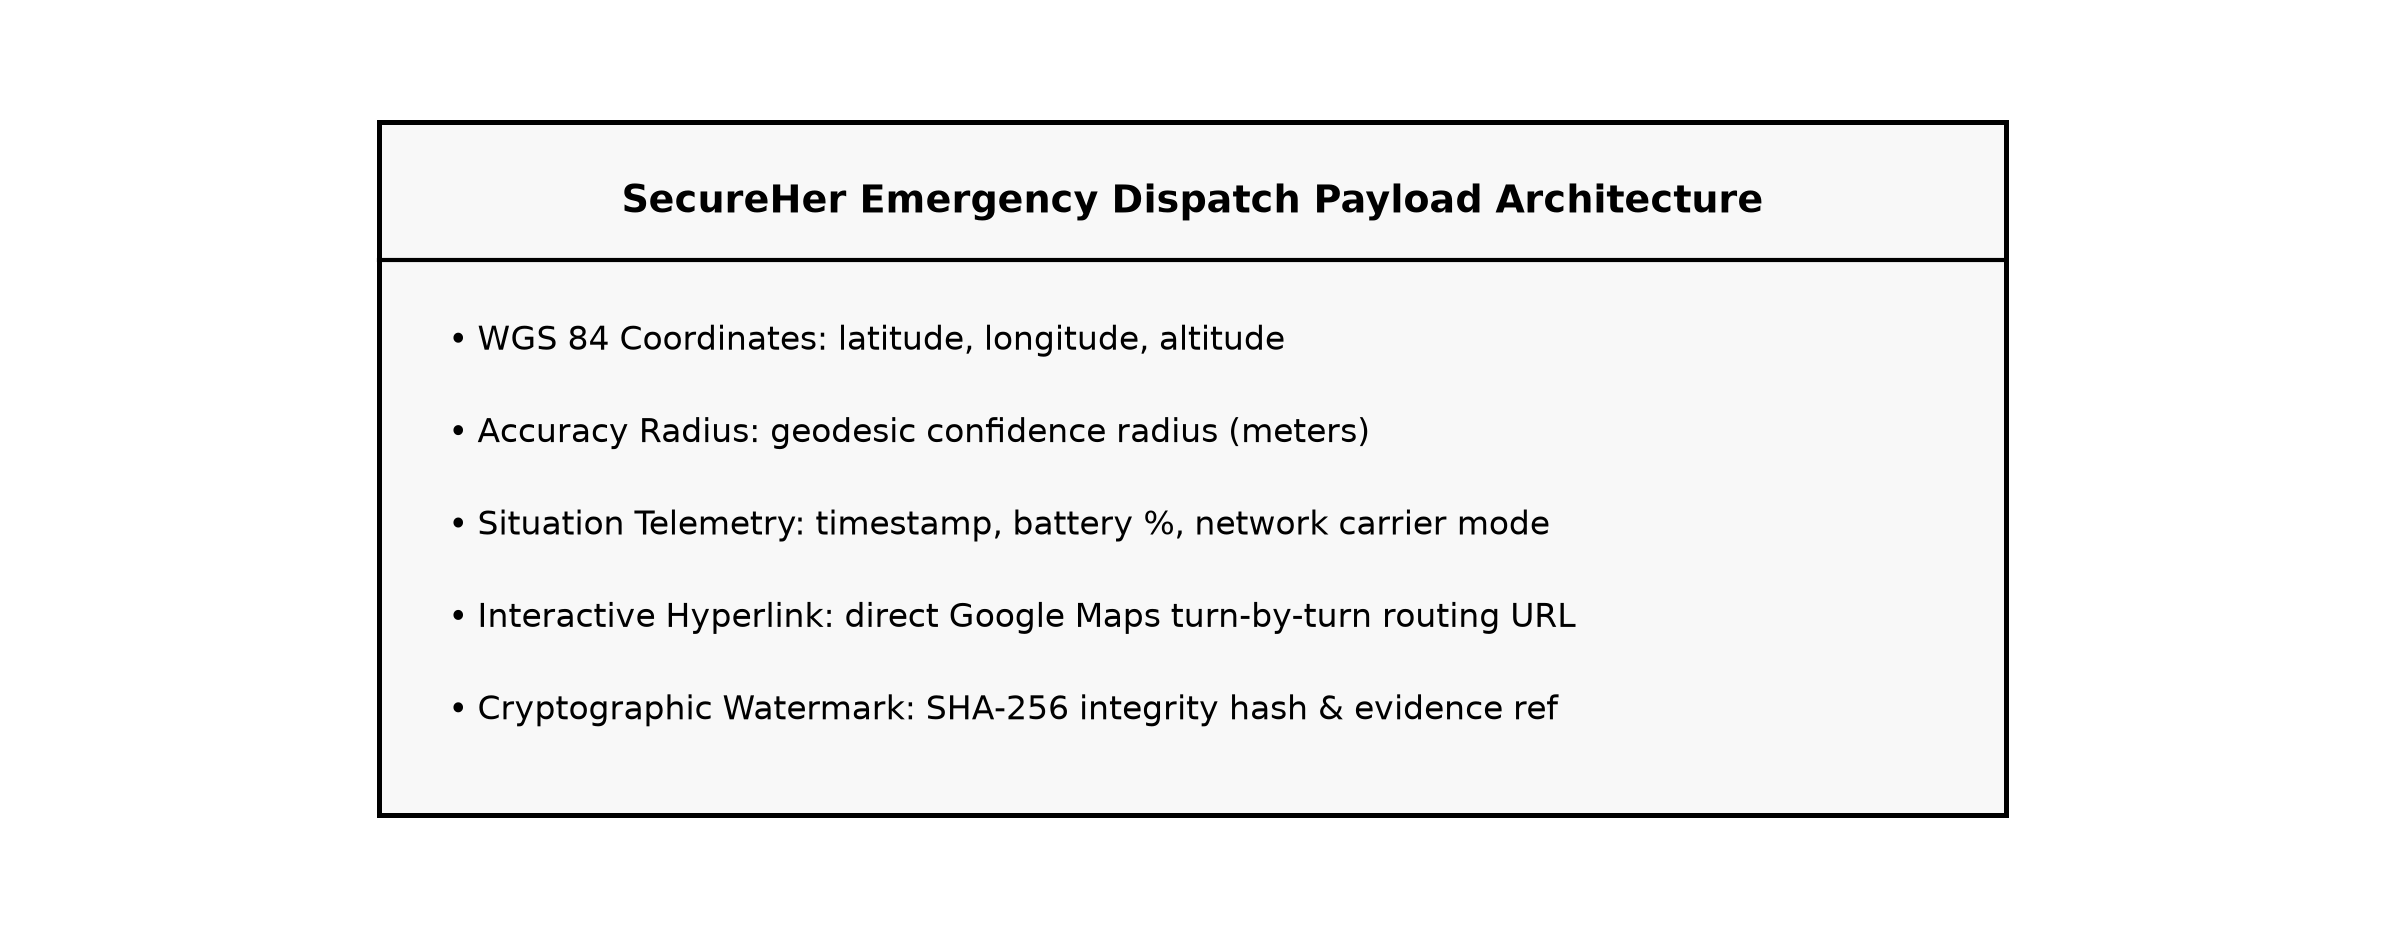 SecureHer Emergency Dispatch Payload Architecture
• WGS 84 Coordinates: latitude, longitude, altitude
• Accuracy Radius: geodesic confidence radius (meters)
• Situation Telemetry: timestamp, battery %, network carrier mode
• Interactive Hyperlink: direct Google Maps turn-by-turn routing URL
• Cryptographic Watermark: SHA-256 integrity hash & evidence ref